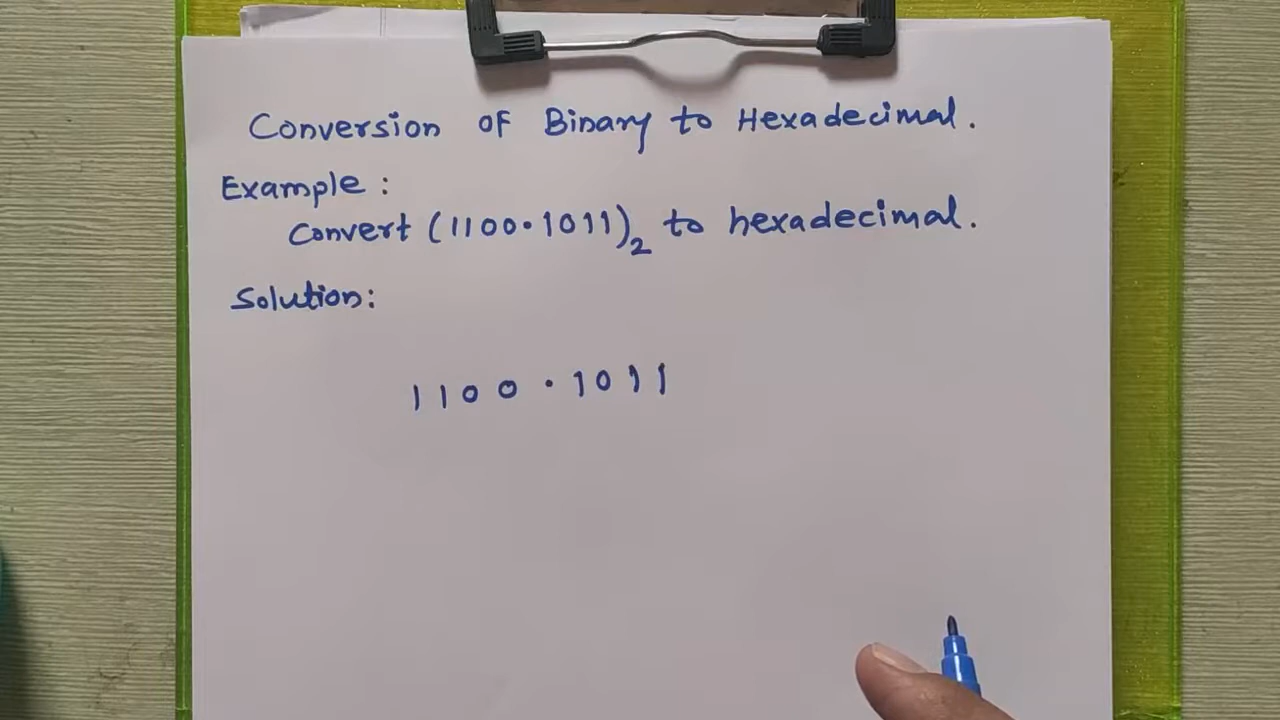 Conversion of Binary to Hexadecimal.
Example:
Convert (1100.1011)2 to hexadecimal.
Solution:
1100.1011